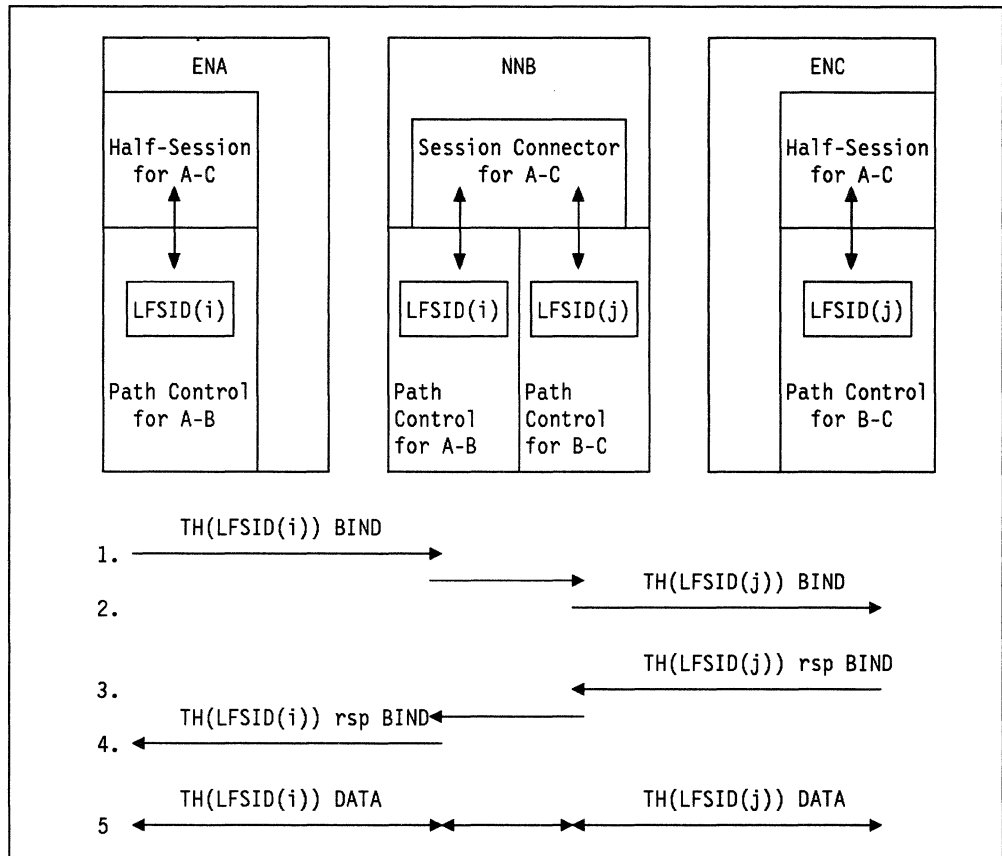 ENA
NNB
ENC
Half-Session
for A-C
Session Connector
for A-C
Half-Session
for A-C
LFSID(i)
LFSID(i)
LFSID(j)
LFSID(j)
Path Control
for A-B
Path
Control
for A-B
Path
Control
for B-C
Path Control
for B-C
TH(LFSID(i)) BIND
1.
TH(LFSID(j)) BIND
2.
TH(LFSID(j)) rsp BIND
3.
TH(LFSID(i)) rsp BIND
4.
TH(LFSID(i)) DATA
TH(LFSID(j)) DATA
5